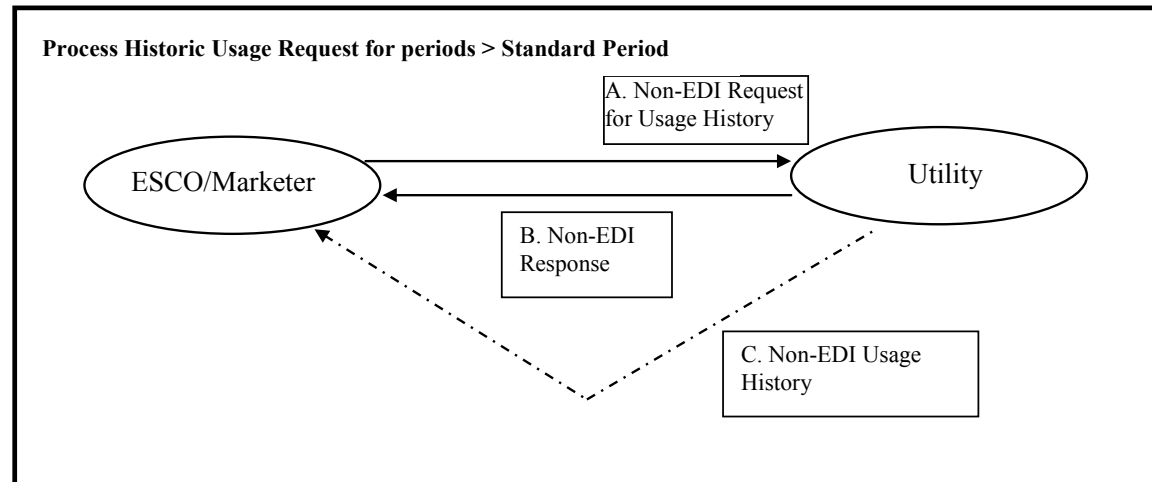 Process Historic Usage Request for periods > Standard Period
A. Non-EDI Request
for Usage History
ESCO/Marketer
Utility
B. Non-EDI
Response
C. Non-EDI Usage
History